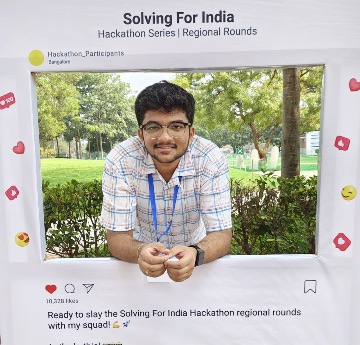 Solving For India
Hackathon Series | Regional Rounds
Hackathon_Participants
Bangalore
10,328 likes
Ready to slay the Solving For India Hackathon regional rounds
with my squad! 💪🚀